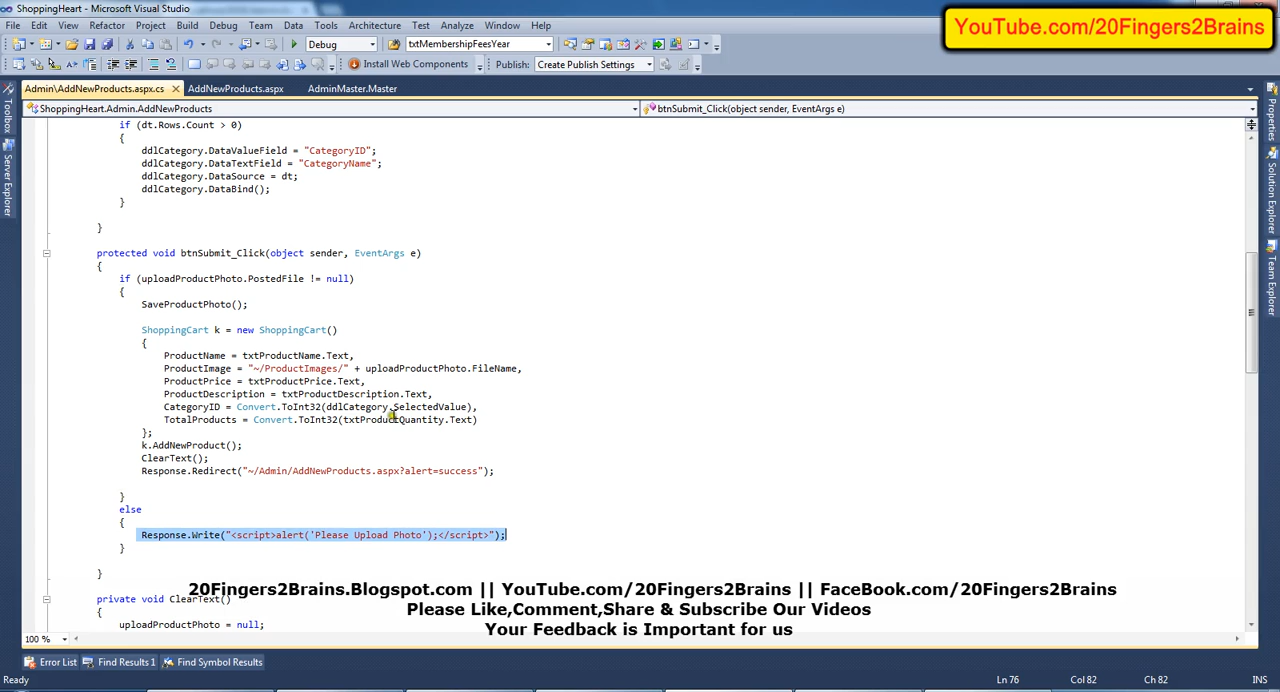 ShoppingHeart - Microsoft Visual Studio
YouTube.com/20Fingers2Brains
File Edit View Refactor Project Build Debug Team Data Tools Architecture Test Analyze Window Help
Debug txtMembershipFeesYear
Install Web Components Publish: Create Publish Settings
Admin\AddNewProducts.aspx.cs AddNewProducts.aspx AdminMaster.Master
ShoppingHeart.Admin.AddNewProducts btnSubmit_Click(object sender, EventArgs e)
Toolbox
Server Explorer
Properties
Solution Explorer
Team Explorer
if (dt.Rows.Count > 0)
{
ddlCategory.DataValueField = "CategoryID";
ddlCategory.DataTextField = "CategoryName";
ddlCategory.DataSource = dt;
ddlCategory.DataBind();
}
}
protected void btnSubmit_Click(object sender, EventArgs e)
{
if (uploadProductPhoto.PostedFile != null)
{
SaveProductPhoto();
ShoppingCart k = new ShoppingCart()
{
ProductName = txtProductName.Text,
ProductImage = "~/ProductImages/" + uploadProductPhoto.FileName,
ProductPrice = txtProductPrice.Text,
ProductDescription = txtProductDescription.Text,
CategoryID = Convert.ToInt32(ddlCategory.SelectedValue),
TotalProducts = Convert.ToInt32(txtProductQuantity.Text)
};
k.AddNewProduct();
ClearText();
Response.Redirect("~/Admin/AddNewProducts.aspx?alert=success");
}
else
{
Response.Write("<script>alert('Please Upload Photo');</script>");
}
}
20Fingers2Brains.Blogspot.com || YouTube.com/20Fingers2Brains || FaceBook.com/20Fingers2Brains
private void ClearText()
{
Please Like,Comment,Share & Subscribe Our Videos
uploadProductPhoto = null;
Your Feedback is Important for us
100 %
Error List Find Results 1 Find Symbol Results
Ready Ln 76 Col 82 Ch 82 INS